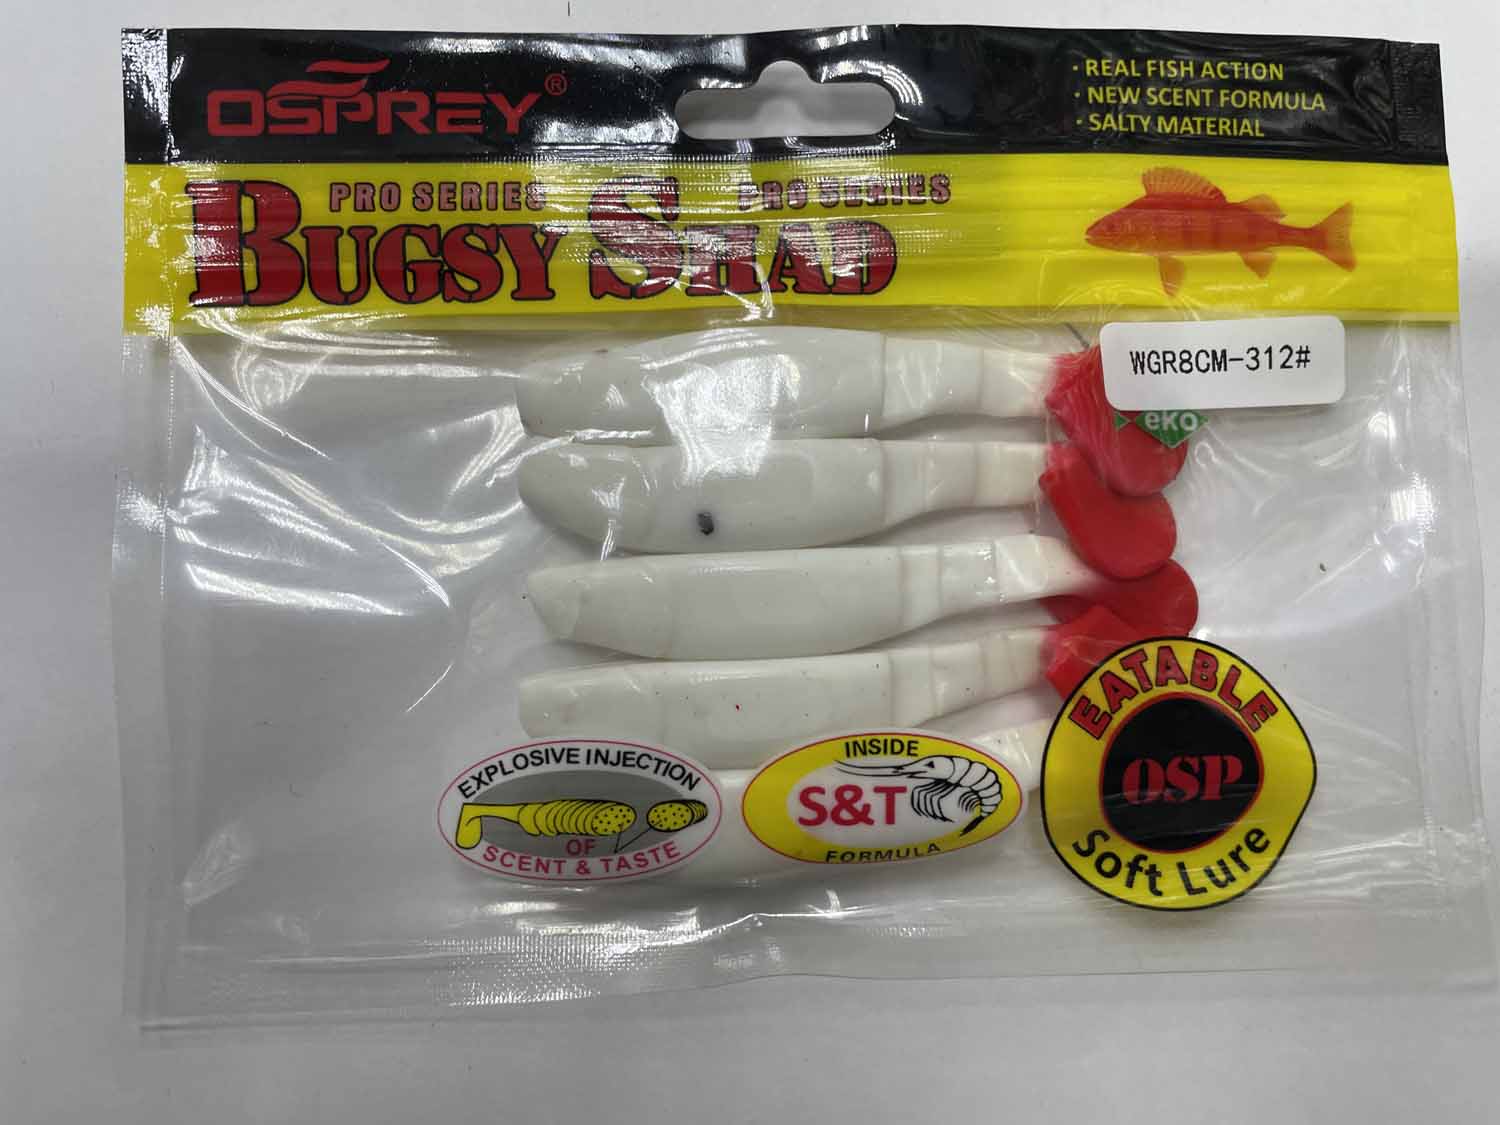 OSPREY®
· REAL FISH ACTION
· NEW SCENT FORMULA
· SALTY MATERIAL
PRO SERIES PRO SERIES
BUGSY SHAD
WGR8CM-312#
eko
EXPLOSIVE INJECTION
OF
SCENT & TASTE
INSIDE
S&T
FORMULA
EATABLE
OSP
Soft Lure